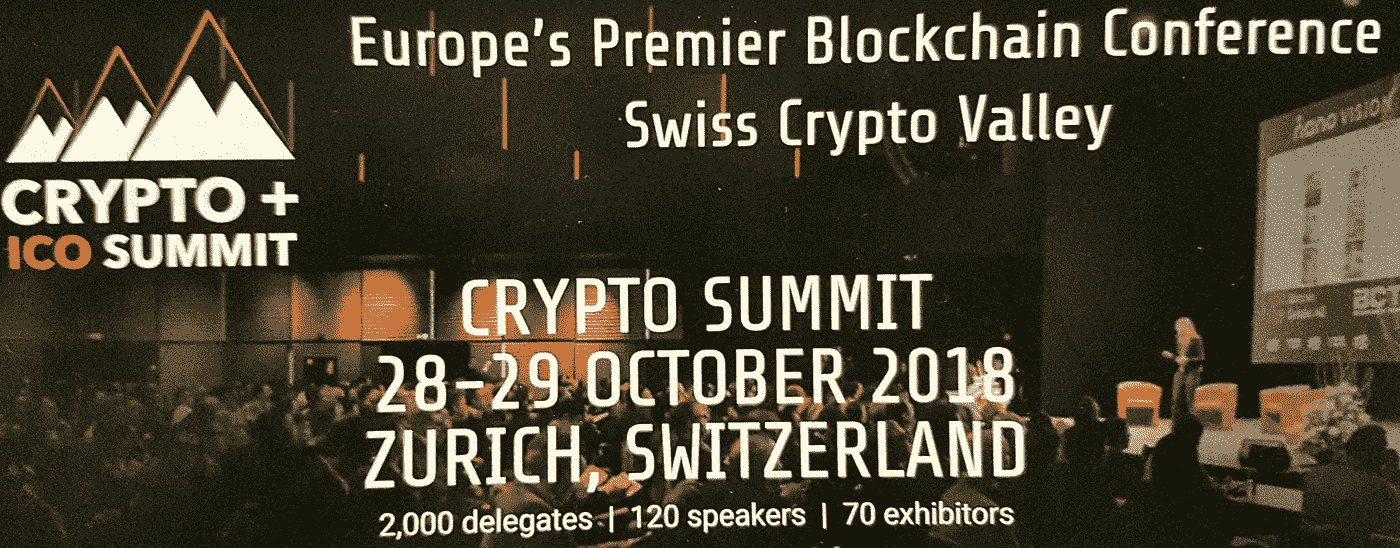 Europe's Premier Blockchain Conference
Swiss Crypto Valley
CRYPTO +
ICO SUMMIT
CRYPTO SUMMIT
28-29 OCTOBER 2018
ZURICH, SWITZERLAND
2,000 delegates | 120 speakers | 70 exhibitors